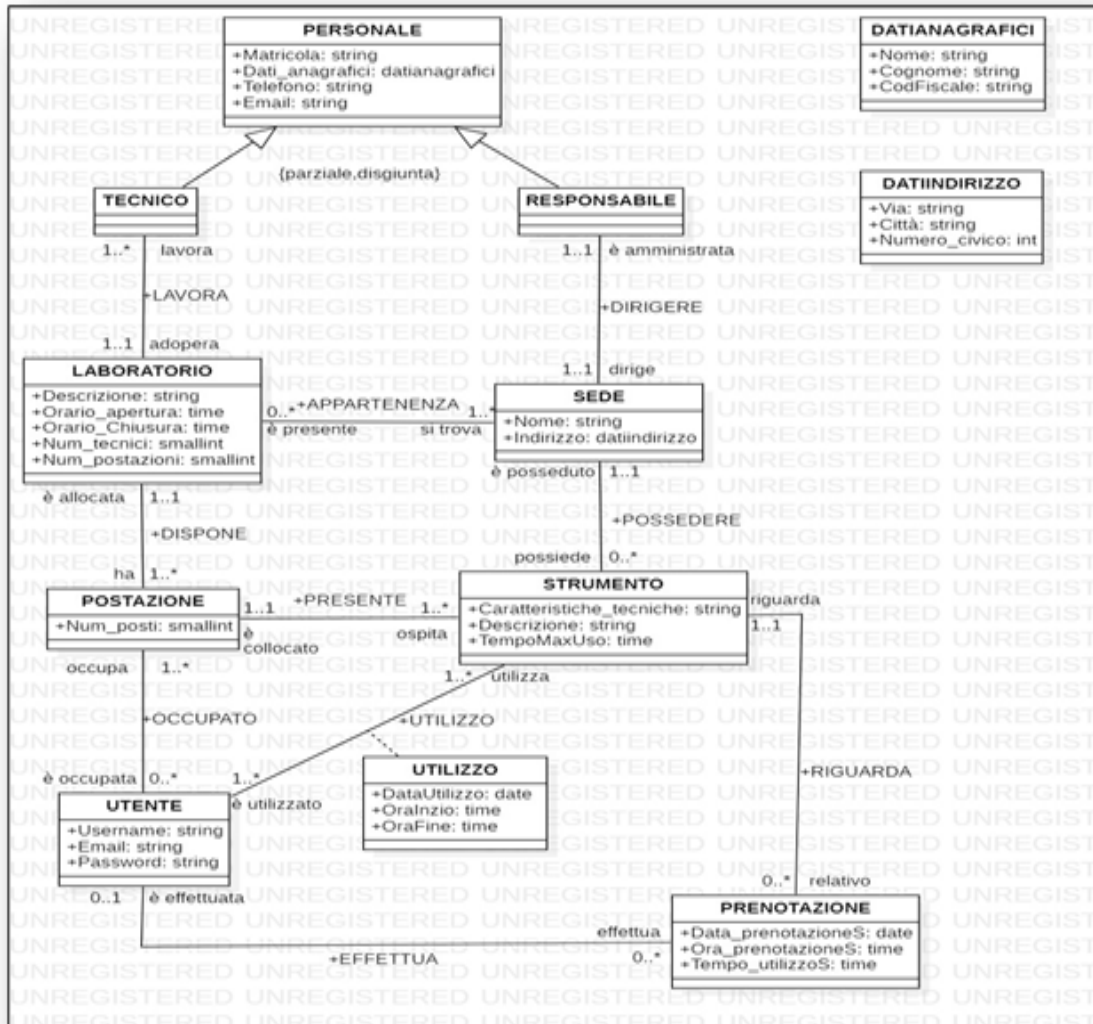 PERSONALE
+Matricola: string
+Dati_anagrafici: datianagrafici
+Telefono: string
+Email: string
DATIANAGRAFICI
+Nome: string
+Cognome: string
+CodFiscale: string
{parziale,disgiunta}
TECNICO
RESPONSABILE
DATIINDIRIZZO
+Via: string
+Città: string
+Numero_civico: int
1..* lavora
1..1 è amministrata
+LAVORA
+DIRIGERE
1..1 adopera
1..1 dirige
LABORATORIO
+Descrizione: string
+Orario_apertura: time
+Orario_Chiusura: time
+Num_tecnici: smallint
+Num_postazioni: smallint
0..* +APPARTENENZA 1..*
è presente si trova
SEDE
+Nome: string
+Indirizzo: datiindirizzo
è allocata 1..1
è posseduto 1..1
+DISPONE
+POSSEDERE
ha 1..*
possiede 0..*
POSTAZIONE
+Num_posti: smallint
1..1 +PRESENTE 1..*
è collocato
ospita
STRUMENTO
+Caratteristiche_tecniche: string
+Descrizione: string
+TempoMaxUso: time
riguarda
1..1
occupa 1..*
1..* utilizza
+OCCUPATO
+UTILIZZO
UTILIZZO
+DataUtilizzo: date
+OraInzio: time
+OraFine: time
+RIGUARDA
è occupata 0..*
1..*
è utilizzato
UTENTE
+Username: string
+Email: string
+Password: string
0..1 è effettuata
0..* relativo
PRENOTAZIONE
+Data_prenotazioneS: date
+Ora_prenotazioneS: time
+Tempo_utilizzoS: time
effettua
0..*
+EFFETTUA
UNREGISTERED